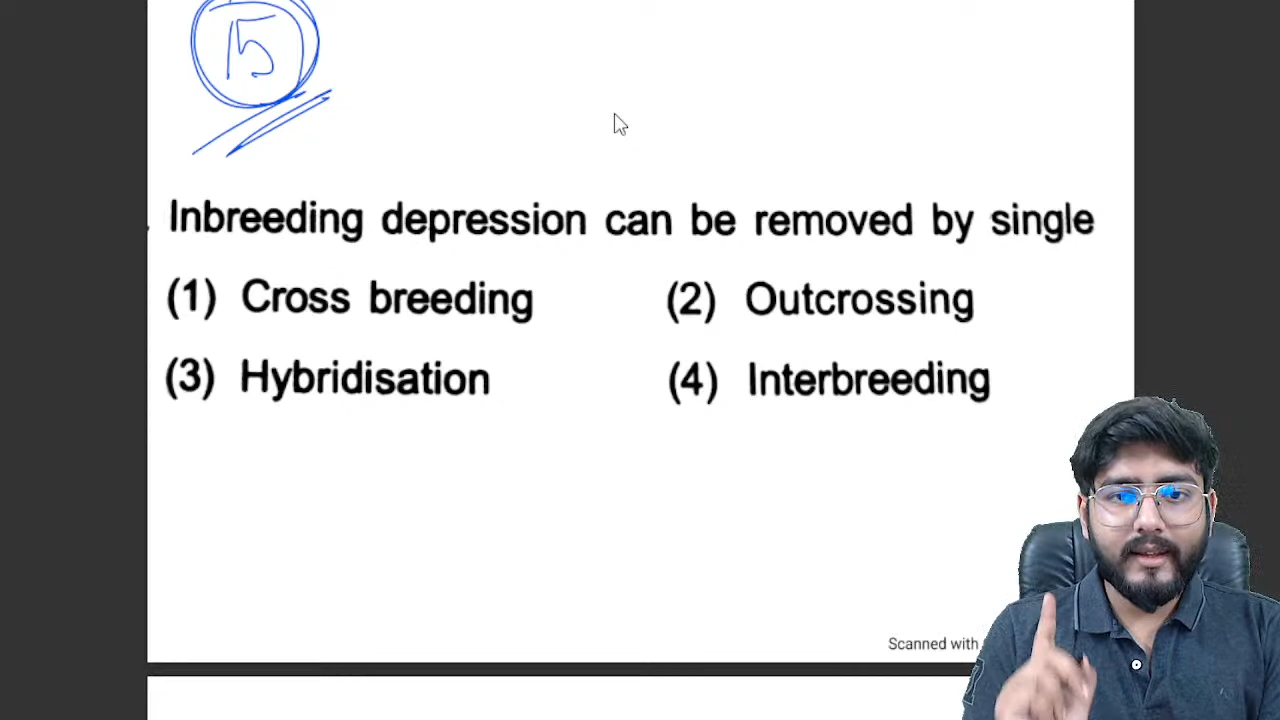 15
Inbreeding depression can be removed by single
(1) Cross breeding (2) Outcrossing
(3) Hybridisation (4) Interbreeding
Scanned with